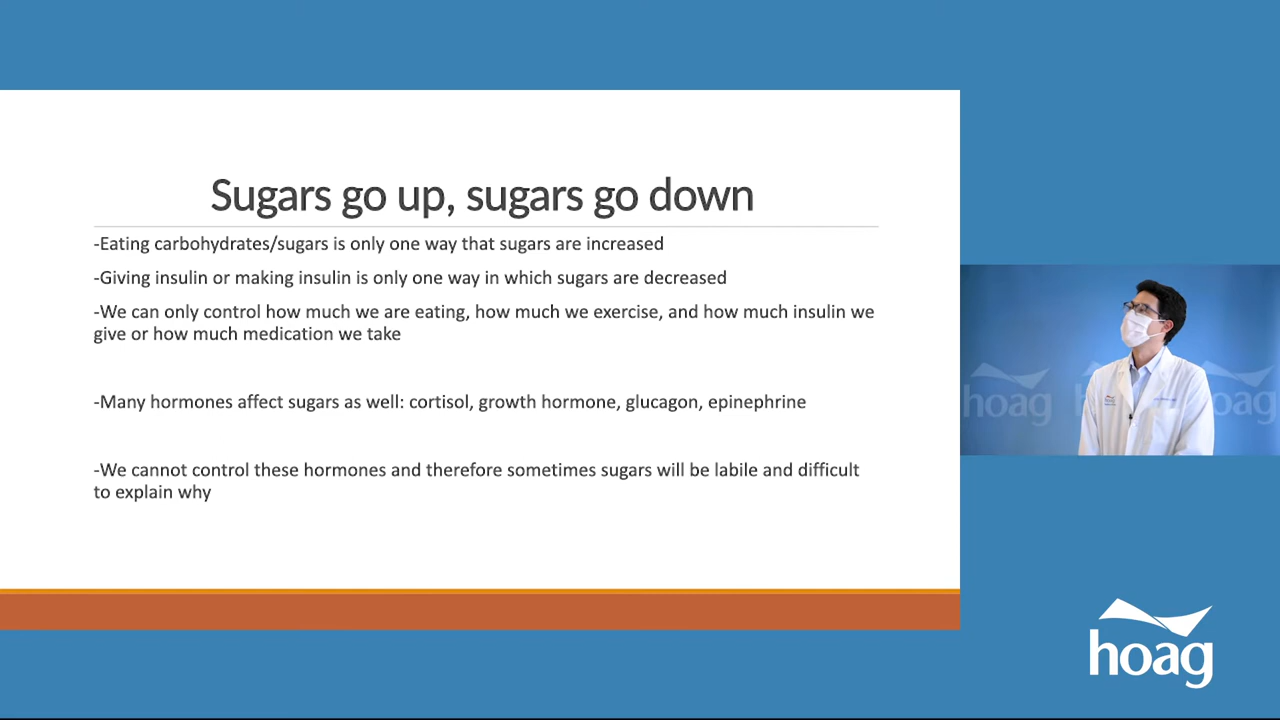 Sugars go up, sugars go down
-Eating carbohydrates/sugars is only one way that sugars are increased
-Giving insulin or making insulin is only one way in which sugars are decreased
-We can only control how much we are eating, how much we exercise, and how much insulin we
give or how much medication we take
-Many hormones affect sugars as well: cortisol, growth hormone, glucagon, epinephrine
-We cannot control these hormones and therefore sometimes sugars will be labile and difficult
to explain why
hoag
hoag
hoag